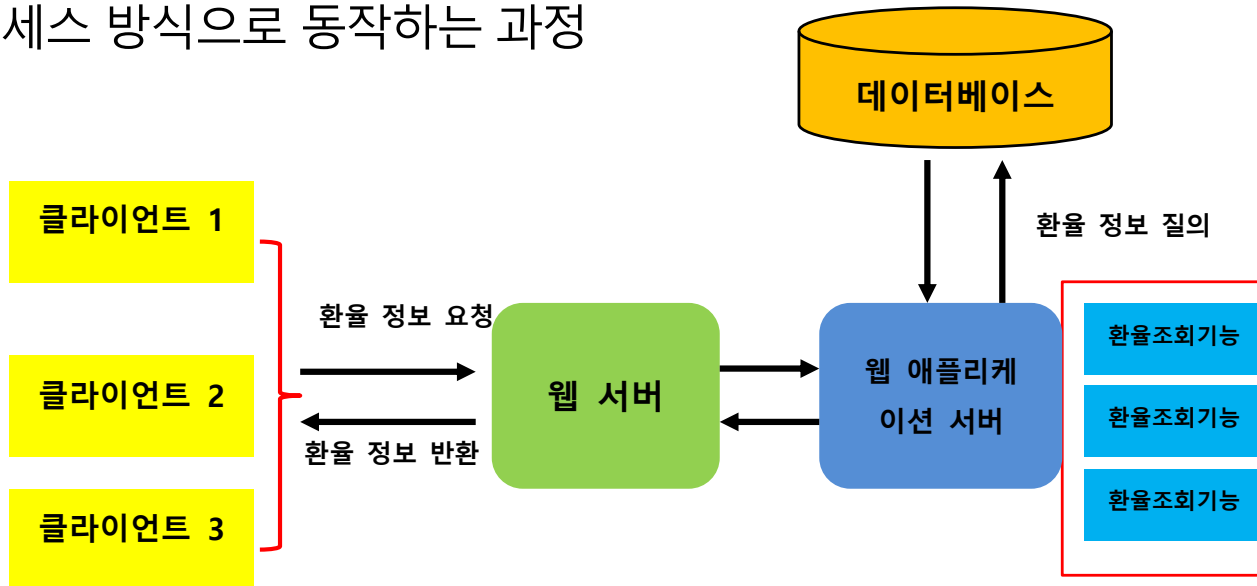 세스 방식으로 동작하는 과정
데이터베이스
클라이언트 1
환율 정보 질의
환율 정보 요청
환율조회기능
웹 애플리케
이션 서버
클라이언트 2
웹 서버
환율조회기능
환율 정보 반환
환율조회기능
클라이언트 3